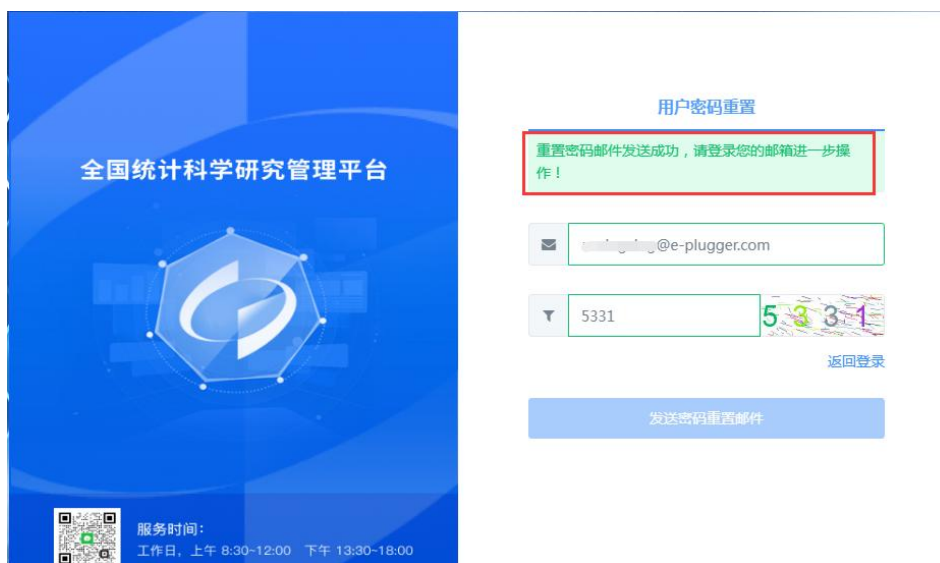 全国统计科学研究管理平台
服务时间：
工作日，上午 8:30-12:00 下午 13:30-18:00
用户密码重置
重置密码邮件发送成功，请登录您的邮箱进一步操
作！
@e-plugger.com
5331
5331
返回登录
发送密码重置邮件